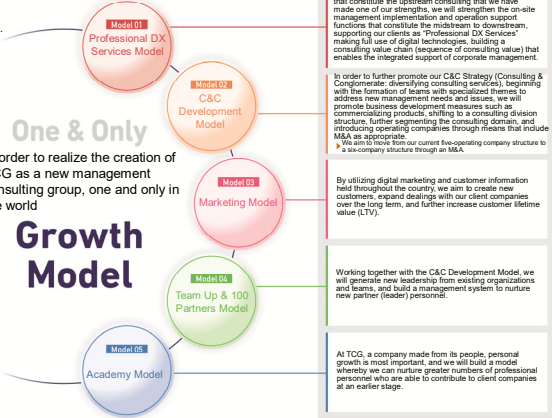 that constitute the upstream consulting that we have
made one of our strengths, we will strengthen the on-site
management implementation and operation support
functions that constitute the midstream to downstream,
supporting our clients as “Professional DX Services”
making full use of digital technologies, building a
consulting value chain (sequence of consulting value) that
enables the integrated support of corporate management.
Model 01
Professional DX
Services Model
In order to further promote our C&C Strategy (Consulting &
Conglomerate: diversifying consulting services), beginning
with the formation of teams with specialized themes to
address new management needs and issues, we will
promote business development measures such as
commercializing products, shifting to a consulting division
structure, further segmenting the consulting domain, and
introducing operating companies through means that include
M&A as appropriate.
We aim to move from our current five-operating company structure to
a six-company structure through an M&A.
Model 02
C&C
Development
Model
One & Only
order to realize the creation of
CG as a new management
nsulting group, one and only in
e world
Growth
Model
Model 03
Marketing Model
By utilizing digital marketing and customer information
held throughout the country, we aim to create new
customers, expand dealings with our client companies
over the long term, and further increase customer lifetime
value (LTV).
Model 04
Team Up & 100
Partners Model
Working together with the C&C Development Model, we
will generate new leadership from existing organizations
and teams, and build a management system to nurture
new partner (leader) personnel.
Model 05
Academy Model
At TCG, a company made from its people, personal
growth is most important, and we will build a model
whereby we can nurture greater numbers of professional
personnel who are able to contribute to client companies
at an earlier stage.